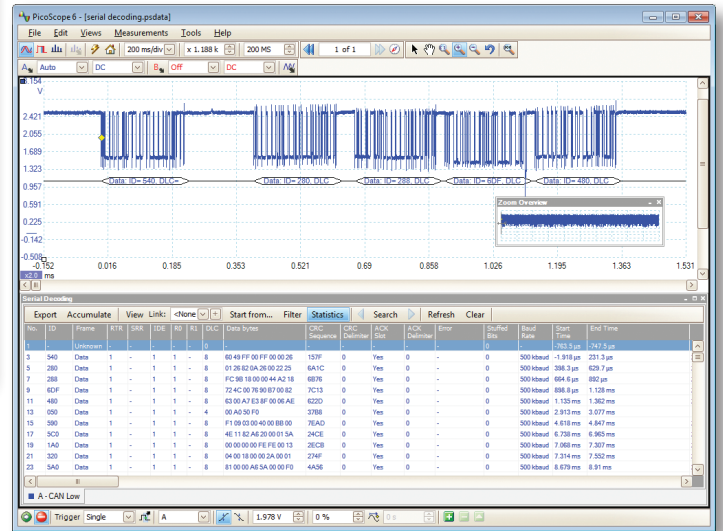 PicoScope 6 - [serial decoding.psdata]
File Edit Views Measurements Tools Help
200 ms/div x 1.188 k 200 MS 1 of 1
A Auto DC B Off DC
3.154
V
2.421
2.055
1.689
1.323
0.957
0.591
0.225
-0.142
-0.508
Data: ID= 540, DLC= Data: ID= 280, DLC Data: ID= 288, DLC Data: ID= 6DF, DLC Data: ID= 480, DLC
Zoom Overview
-0.152 0.016 0.185 0.353 0.521 0.69 0.858 1.026 1.195 1.363 1.531
x2.0 ms
Serial Decoding
Export Accumulate View Link: <None> Start from... Filter Statistics Search Refresh Clear
No. ID Frame RTR SRR IDE R0 R1 DLC Data bytes CRC Sequence CRC Delimiter ACK Slot ACK Delimiter Error Stuffed Bits Baud Rate Start Time End Time
1 - Unknown - - - - - 0 - - - - - - 0 - -763.5 µs -747.5 µs
3 540 Data 1 - 1 1 - 8 60 49 FF 00 FF 00 00 26 157F 0 Yes 0 - 0 500 kbaud -1.918 µs 231.3 µs
5 280 Data 1 - 1 1 - 8 01 26 82 0A 26 00 22 25 6A1C 0 Yes 0 - 0 500 kbaud 398.3 µs 629.7 µs
7 288 Data 1 - 1 1 - 8 FC 9B 18 00 00 44 A2 18 6B76 0 Yes 0 - 0 500 kbaud 664.6 µs 892 µs
9 6DF Data 1 - 1 1 - 8 72 4C 00 76 90 B7 00 82 7C13 0 Yes 0 - 0 500 kbaud 898.8 µs 1.128 ms
11 480 Data 1 - 1 1 - 8 63 00 A7 E3 8F 00 06 AE 622D 0 Yes 0 - 0 500 kbaud 1.135 ms 1.362 ms
13 050 Data 1 - 1 1 - 4 00 A0 50 F0 37B8 0 Yes 0 - 0 500 kbaud 2.913 ms 3.077 ms
15 590 Data 1 - 1 1 - 8 F1 09 03 00 40 00 BB 00 7EAD 0 Yes 0 - 0 500 kbaud 4.618 ms 4.847 ms
17 5C0 Data 1 - 1 1 - 8 4E 11 82 A6 20 00 01 5A 24CE 0 Yes 0 - 0 500 kbaud 6.738 ms 6.965 ms
19 1A0 Data 1 - 1 1 - 8 00 00 00 00 FE FE 00 13 2ECB 0 Yes 0 - 0 500 kbaud 7.068 ms 7.307 ms
21 320 Data 1 - 1 1 - 8 04 00 18 00 00 2A 00 01 274F 0 Yes 0 - 0 500 kbaud 7.314 ms 7.552 ms
23 5A0 Data 1 - 1 1 - 8 81 00 00 A6 5A 00 00 F0 4A56 0 Yes 0 - 0 500 kbaud 8.679 ms 8.91 ms
A - CAN Low
Trigger Single A 1.978 V 0 % 0 s